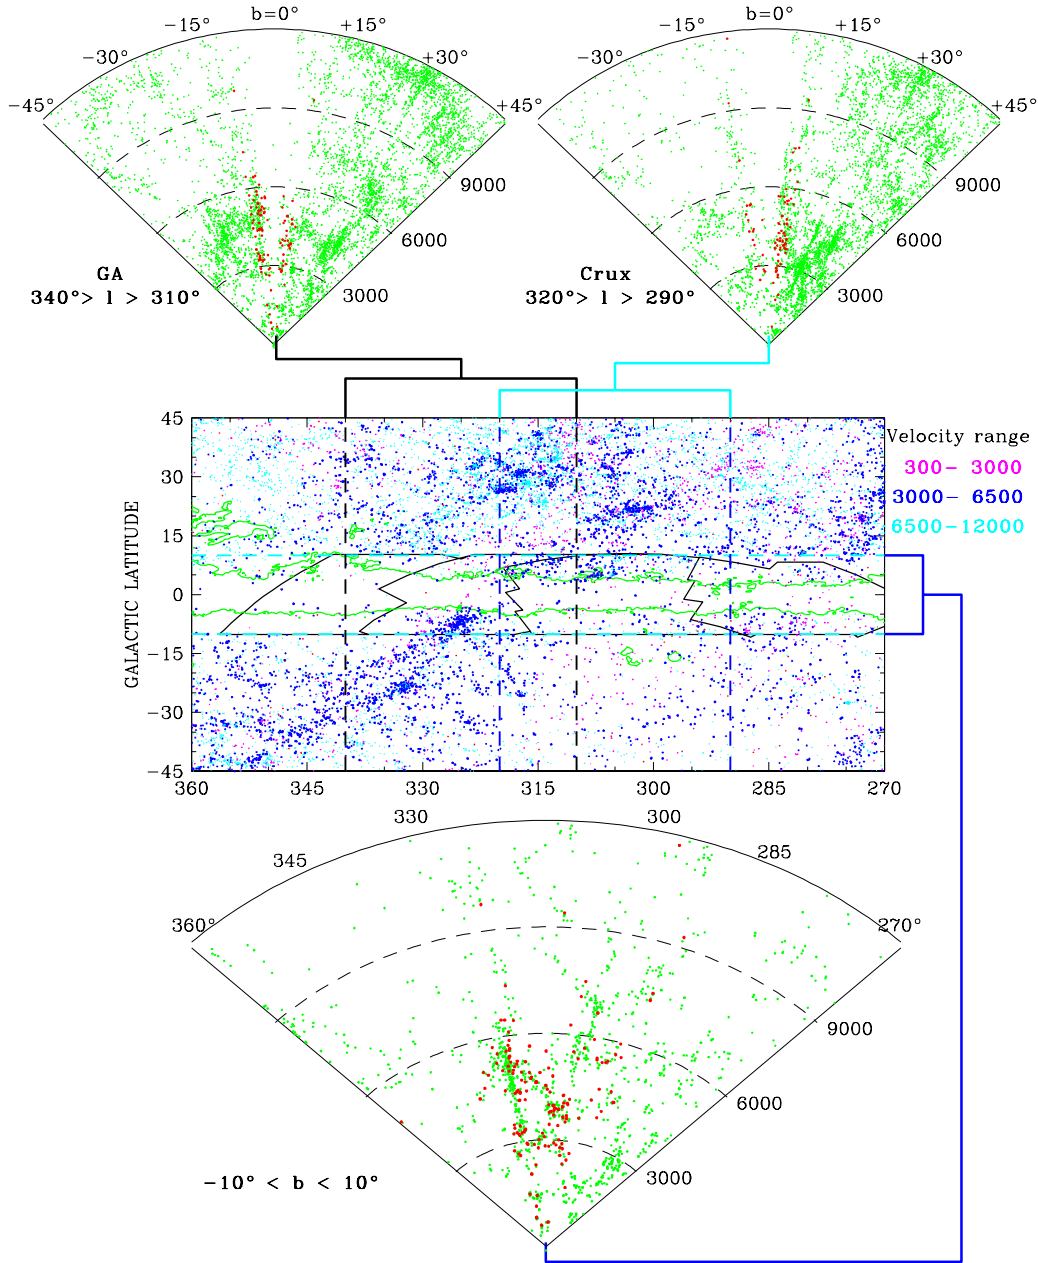 b=0° b=0°
−15° +15° −15° +15°
−30° +30° −30° +30°
−45° +45° +45°
9000 9000
6000 6000
GA Crux
340°> l > 310° 3000 320°> l > 290° 3000
45
Velocity range
300− 3000
30
3000− 6500
6500−12000
15
GALACTIC LATITUDE
0
−15
−30
−45
360 345 330 315 300 285 270
330 300
345 285
360° 270°
9000
6000
3000
−10° < b < 10°